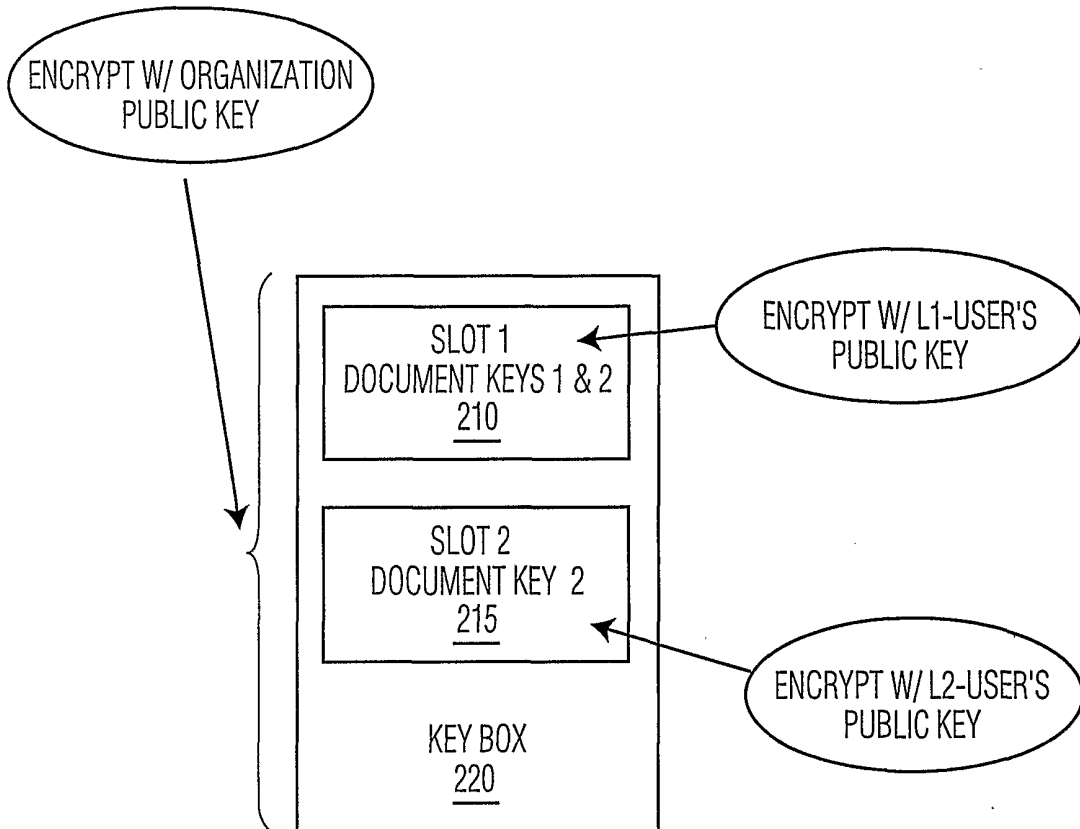 ENCRYPT W/ ORGANIZATION
PUBLIC KEY
SLOT 1
DOCUMENT KEYS 1 & 2
210
ENCRYPT W/ L1-USER'S
PUBLIC KEY
SLOT 2
DOCUMENT KEY 2
215
ENCRYPT W/ L2-USER'S
PUBLIC KEY
KEY BOX
220